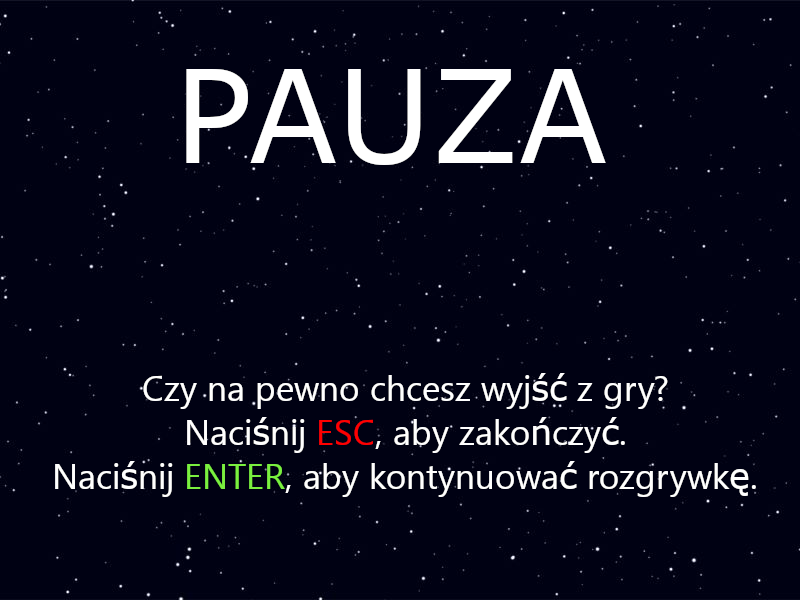 PAUZA
Czy na pewno chcesz wyjść z gry?
Naciśnij ESC, aby zakończyć.
Naciśnij ENTER, aby kontynuować rozgrywkę.